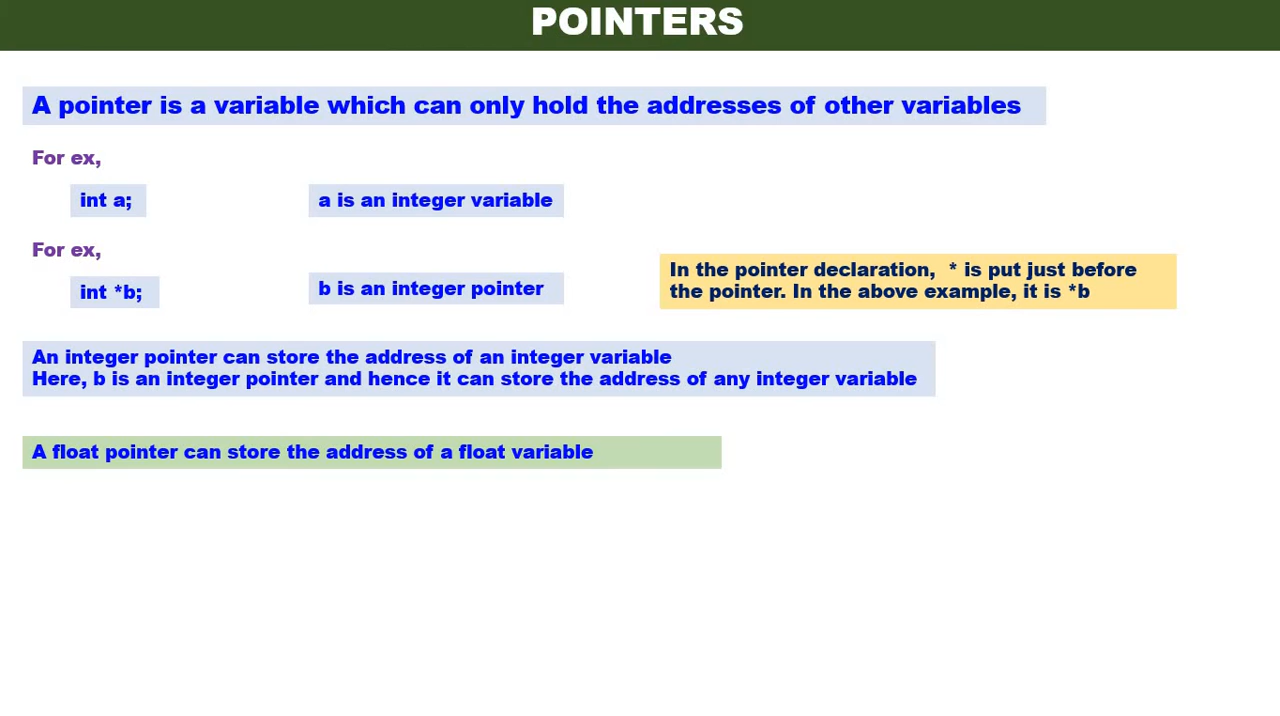 POINTERS
A pointer is a variable which can only hold the addresses of other variables
For ex,
int a;
a is an integer variable
For ex,
int *b;
b is an integer pointer
In the pointer declaration,  * is put just before
the pointer. In the above example, it is *b
An integer pointer can store the address of an integer variable
Here, b is an integer pointer and hence it can store the address of any integer variable
A float pointer can store the address of a float variable